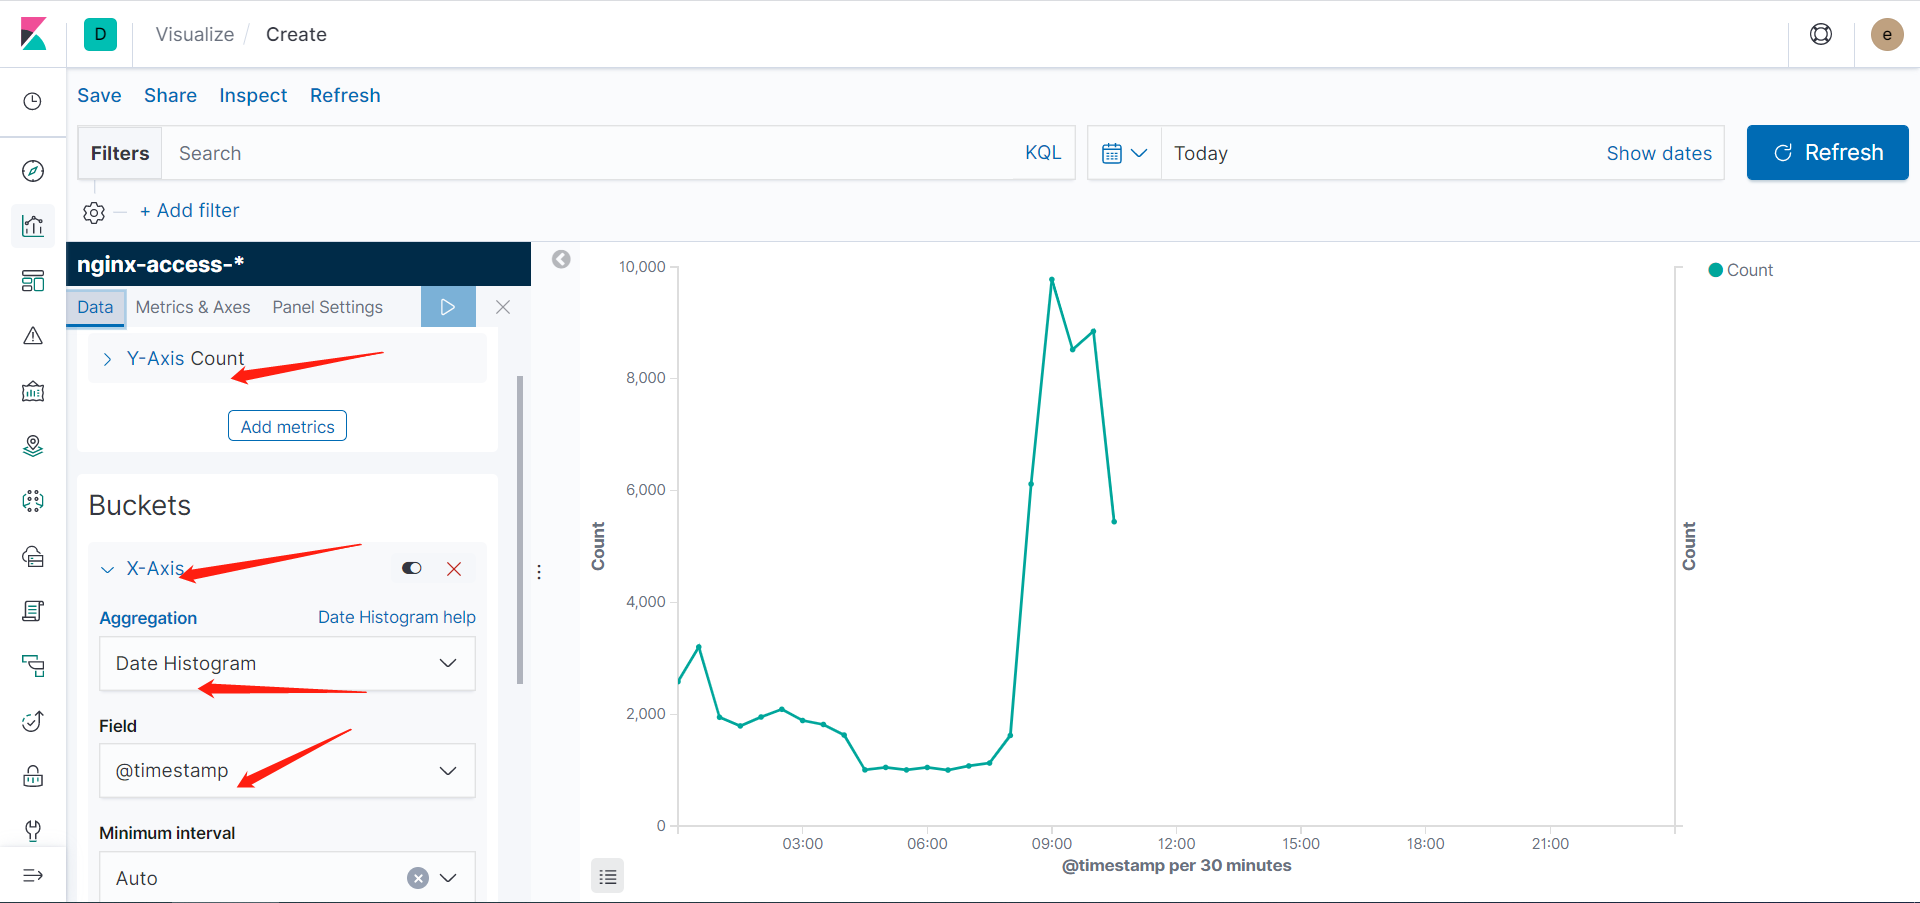 D
Visualize / Create
e
Save Share Inspect Refresh
Filters Search KQL
Today Show dates
Refresh
+ Add filter
nginx-access-*
Data Metrics & Axes Panel Settings
Y-Axis Count
Add metrics
Buckets
X-Axis
Aggregation Date Histogram help
Date Histogram
Field
@timestamp
Minimum interval
Auto
10,000
8,000
6,000
4,000
2,000
0
Count
03:00 06:00 09:00 12:00 15:00 18:00 21:00
@timestamp per 30 minutes
Count
Count